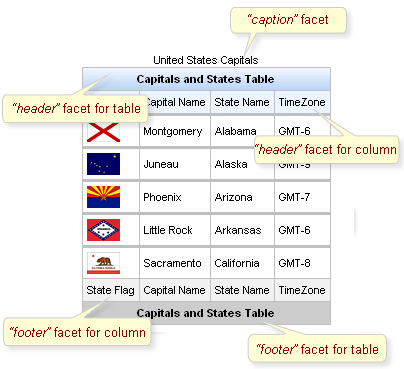 “caption” facet
United States Capitals
Capitals and States Table
“header” facet for table
Capital Name State Name TimeZone
Montgomery Alabama GMT-6
“header” facet for column
Juneau Alaska GMT-9
Phoenix Arizona GMT-7
Little Rock Arkansas GMT-6
Sacramento California GMT-8
State Flag Capital Name State Name TimeZone
Capitals and States Table
“footer” facet for column
“footer” facet for table